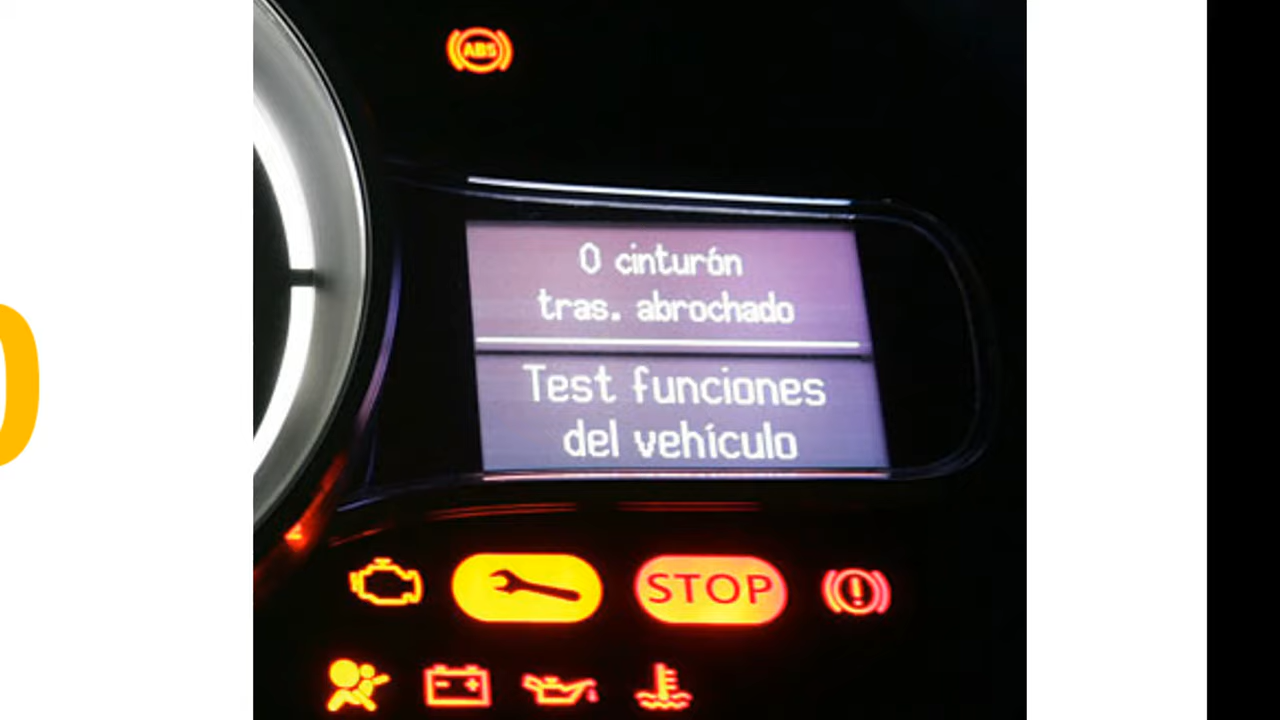 ABS
0 cinturón
tras. abrochado
Test funciones
del vehículo
STOP